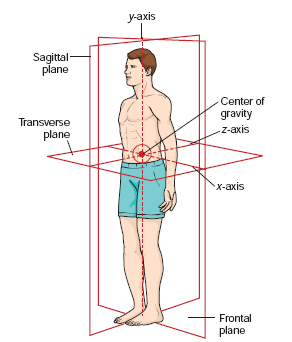 y-axis
Sagittal
plane
Center of
gravity
Transverse
plane
z-axis
x-axis
Frontal
plane